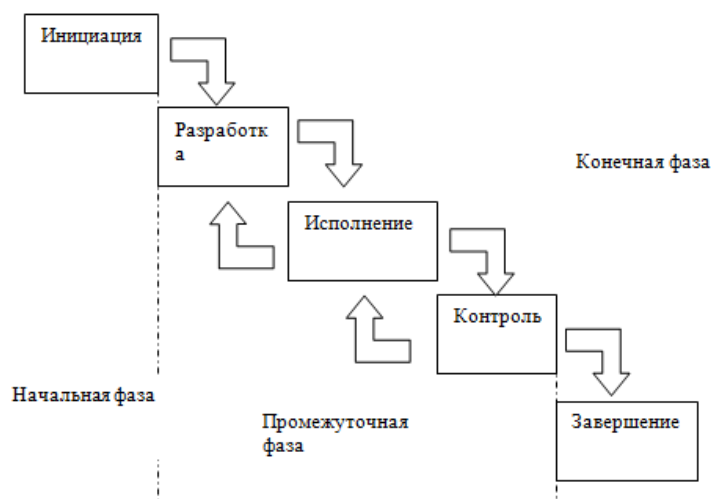 Инициация
Разработк
а
Конечная фаза
Исполнение
Контроль
Начальная фаза
Промежуточная
фаза
Завершение